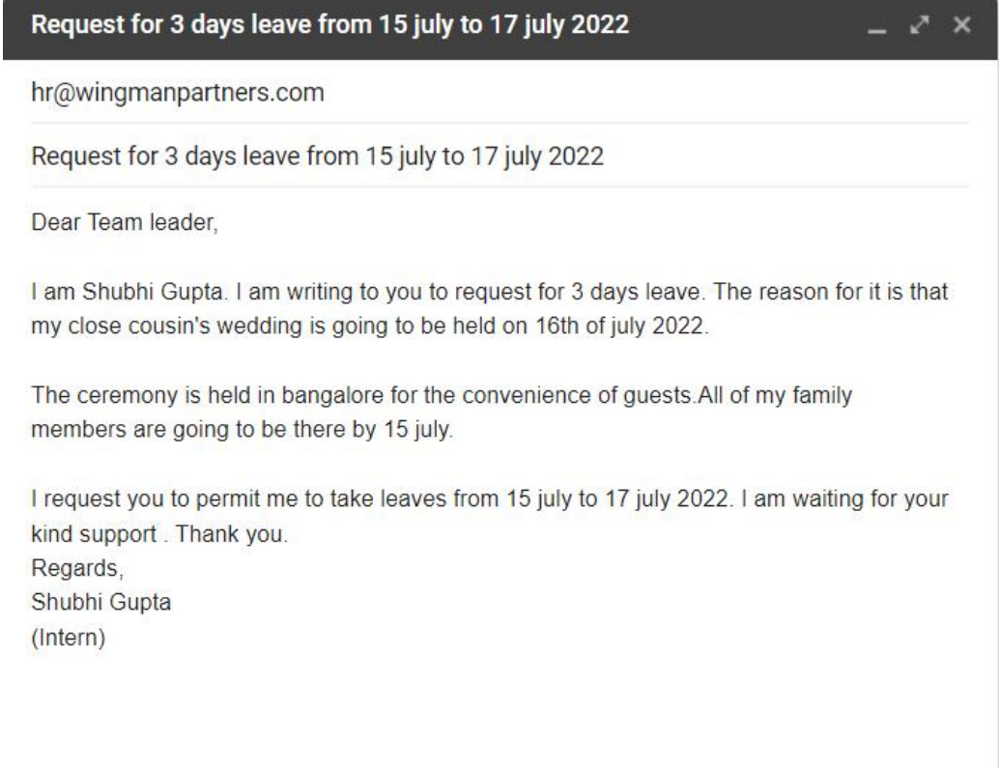 Request for 3 days leave from 15 july to 17 july 2022
hr@wingmanpartners.com
Request for 3 days leave from 15 july to 17 july 2022
Dear Team leader,
I am Shubhi Gupta. I am writing to you to request for 3 days leave. The reason for it is that
my close cousin's wedding is going to be held on 16th of july 2022.
The ceremony is held in bangalore for the convenience of guests.All of my family
members are going to be there by 15 july.
I request you to permit me to take leaves from 15 july to 17 july 2022. I am waiting for your
kind support . Thank you.
Regards,
Shubhi Gupta
(Intern)